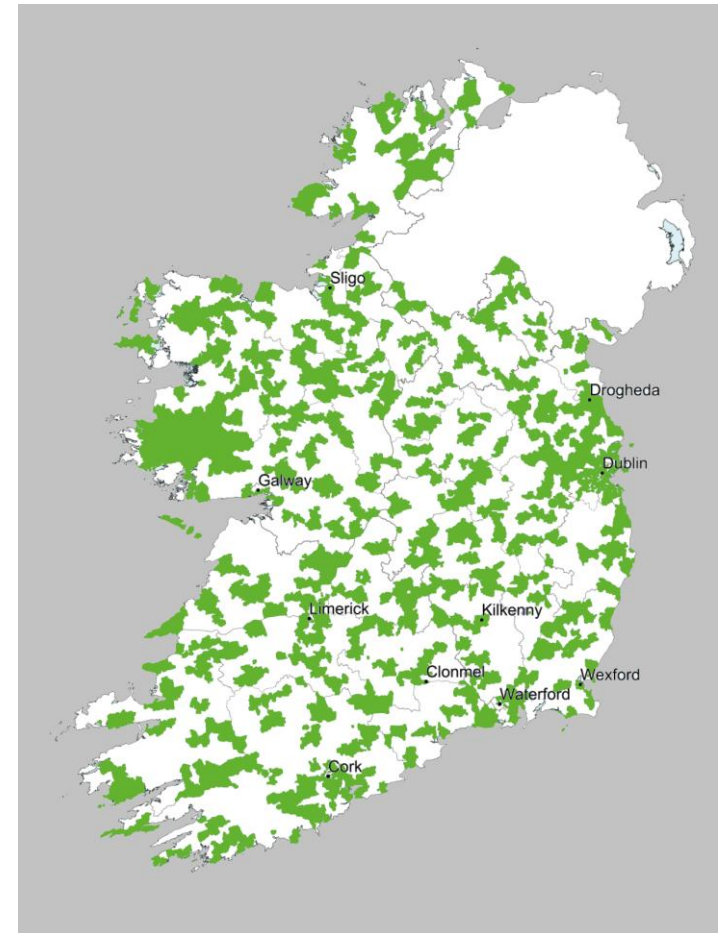 Sligo
Drogheda
Dublin
Galway
Limerick
Kilkenny
Clonmel
Wexford
Waterford
Cork